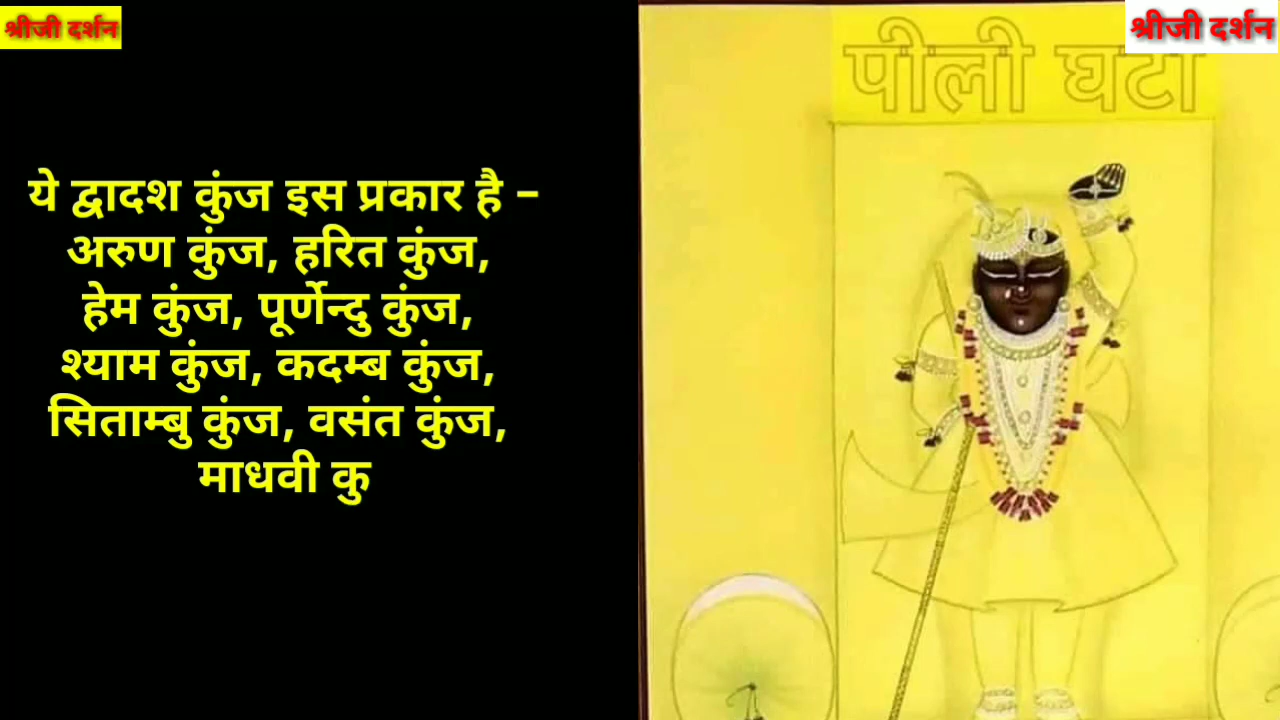 श्रीजी दर्शन
श्रीजी दर्शन
पीली घटा
ये द्वादश कुंज इस प्रकार है –
अरुण कुंज, हरित कुंज,
हेम कुंज, पूर्णेन्दु कुंज,
श्याम कुंज, कदम्ब कुंज,
सिताम्बु कुंज, वसंत कुंज,
माधवी कु